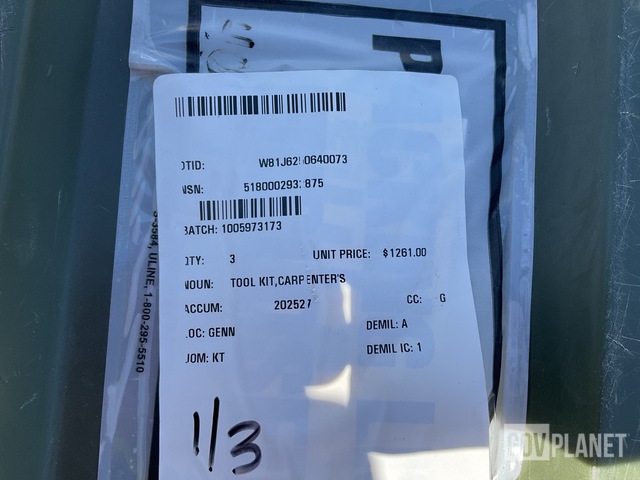 P
DTID: W81J62
0640073
NSN: 518000293
875
BATCH: 1005973173
QTY: 3 UNIT PRICE: $1261.00
NOUN: TOOL KIT,CARPENTER'S
ACCUM: 202527 CC: G
LOC: GENN DEMIL: A
UOM: KT DEMIL IC: 1
1/3
ULINE, 1-800-295-5510
GOVPLANET